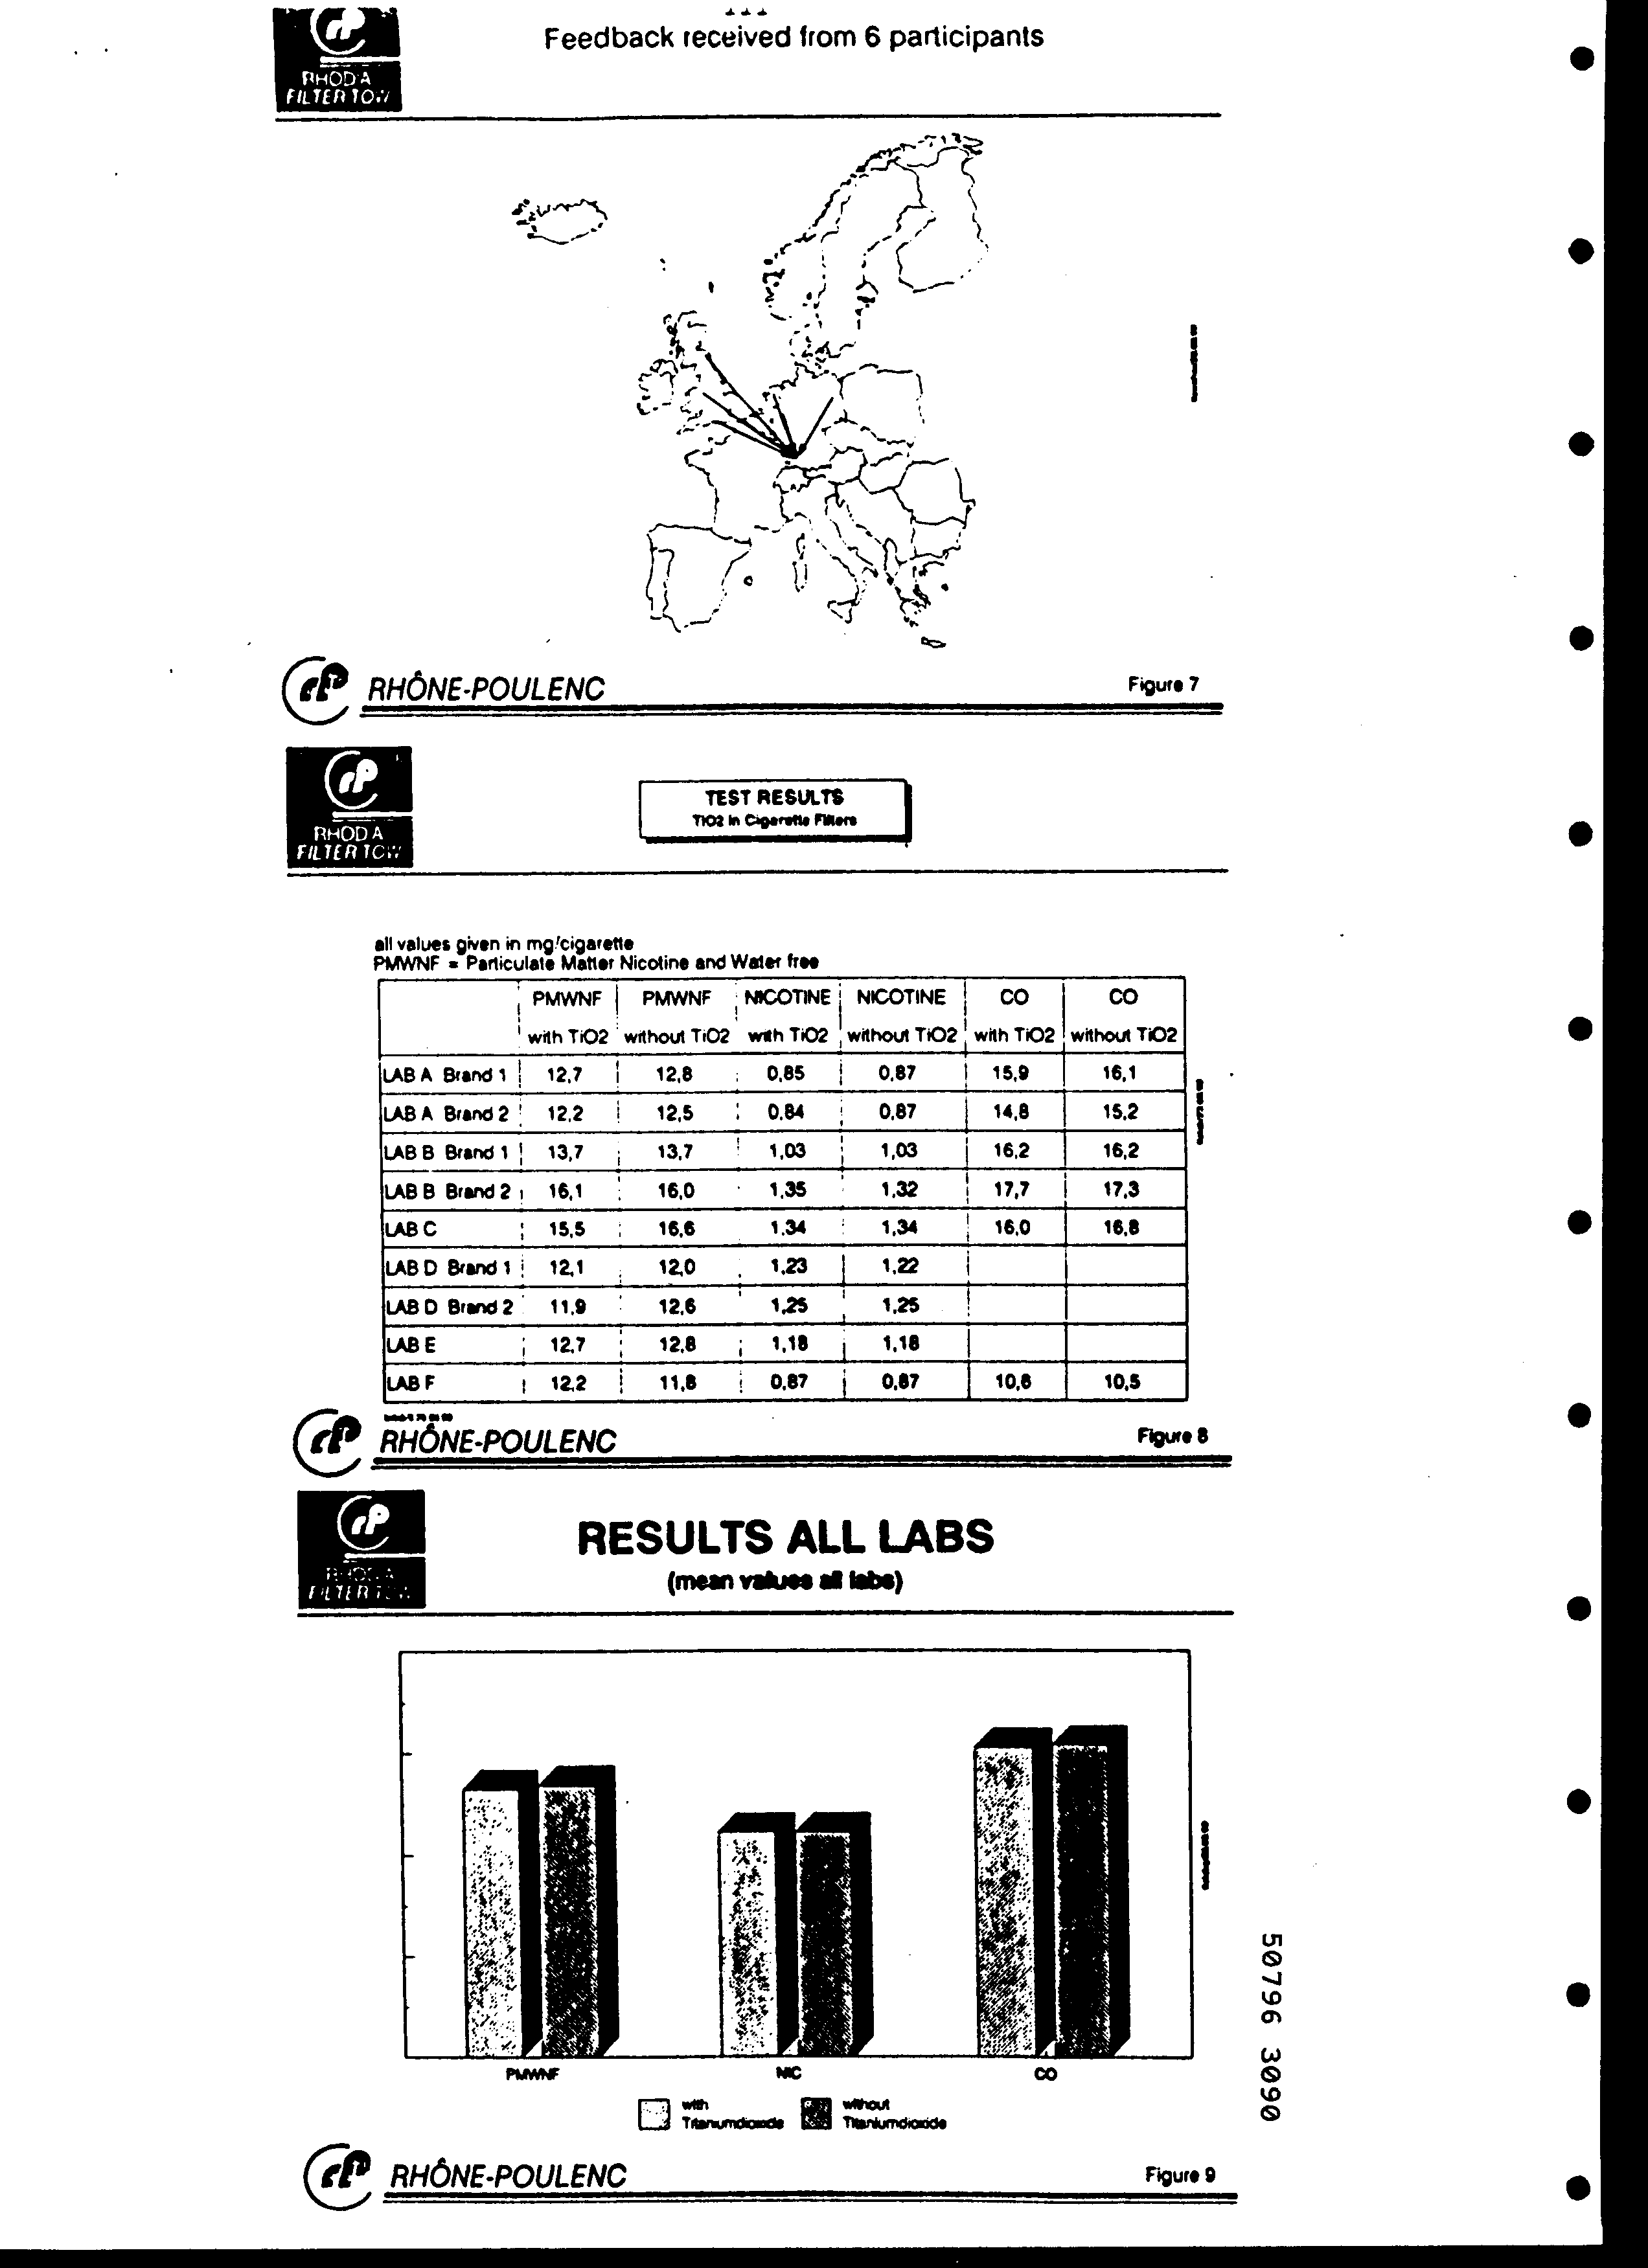 Feedback received from 6 participants
RHODIA
FILTER TOW
RHÔNE-POULENC
Figure 7
RHODIA
FILTER TOW
TEST RESULTS
TiO2 in Cigarette Filters
all values given in mg/cigarette
PMWNF = Particulate Matter Nicotine and Water free
PMWNF PMWNF NICOTINE NICOTINE CO CO
with TiO2 without TiO2 with TiO2 without TiO2 with TiO2 without TiO2
LAB A Brand 1 12,7 12,8 0,85 0,87 15,9 16,1
LAB A Brand 2 12,2 12,5 0,84 0,87 14,8 15,2
LAB B Brand 1 13,7 13,7 1,03 1,03 16,2 16,2
LAB B Brand 2 16,1 16,0 1,35 1,32 17,7 17,3
LAB C 15,5 16,6 1,34 1,34 16,0 16,8
LAB D Brand 1 12,1 12,0 1,23 1,22
LAB D Brand 2 11,9 12,6 1,25 1,25
LAB E 12,7 12,8 1,18 1,18
LAB F 12,2 11,8 0,87 0,87 10,6 10,5
RHÔNE-POULENC
Figure 8
RHODIA
FILTER TOW
RESULTS ALL LABS
(mean values all labs)
PMWNF NIC CO
with without
Titaniumdioxide Titaniumdioxide
50796 3090
RHÔNE-POULENC
Figure 9